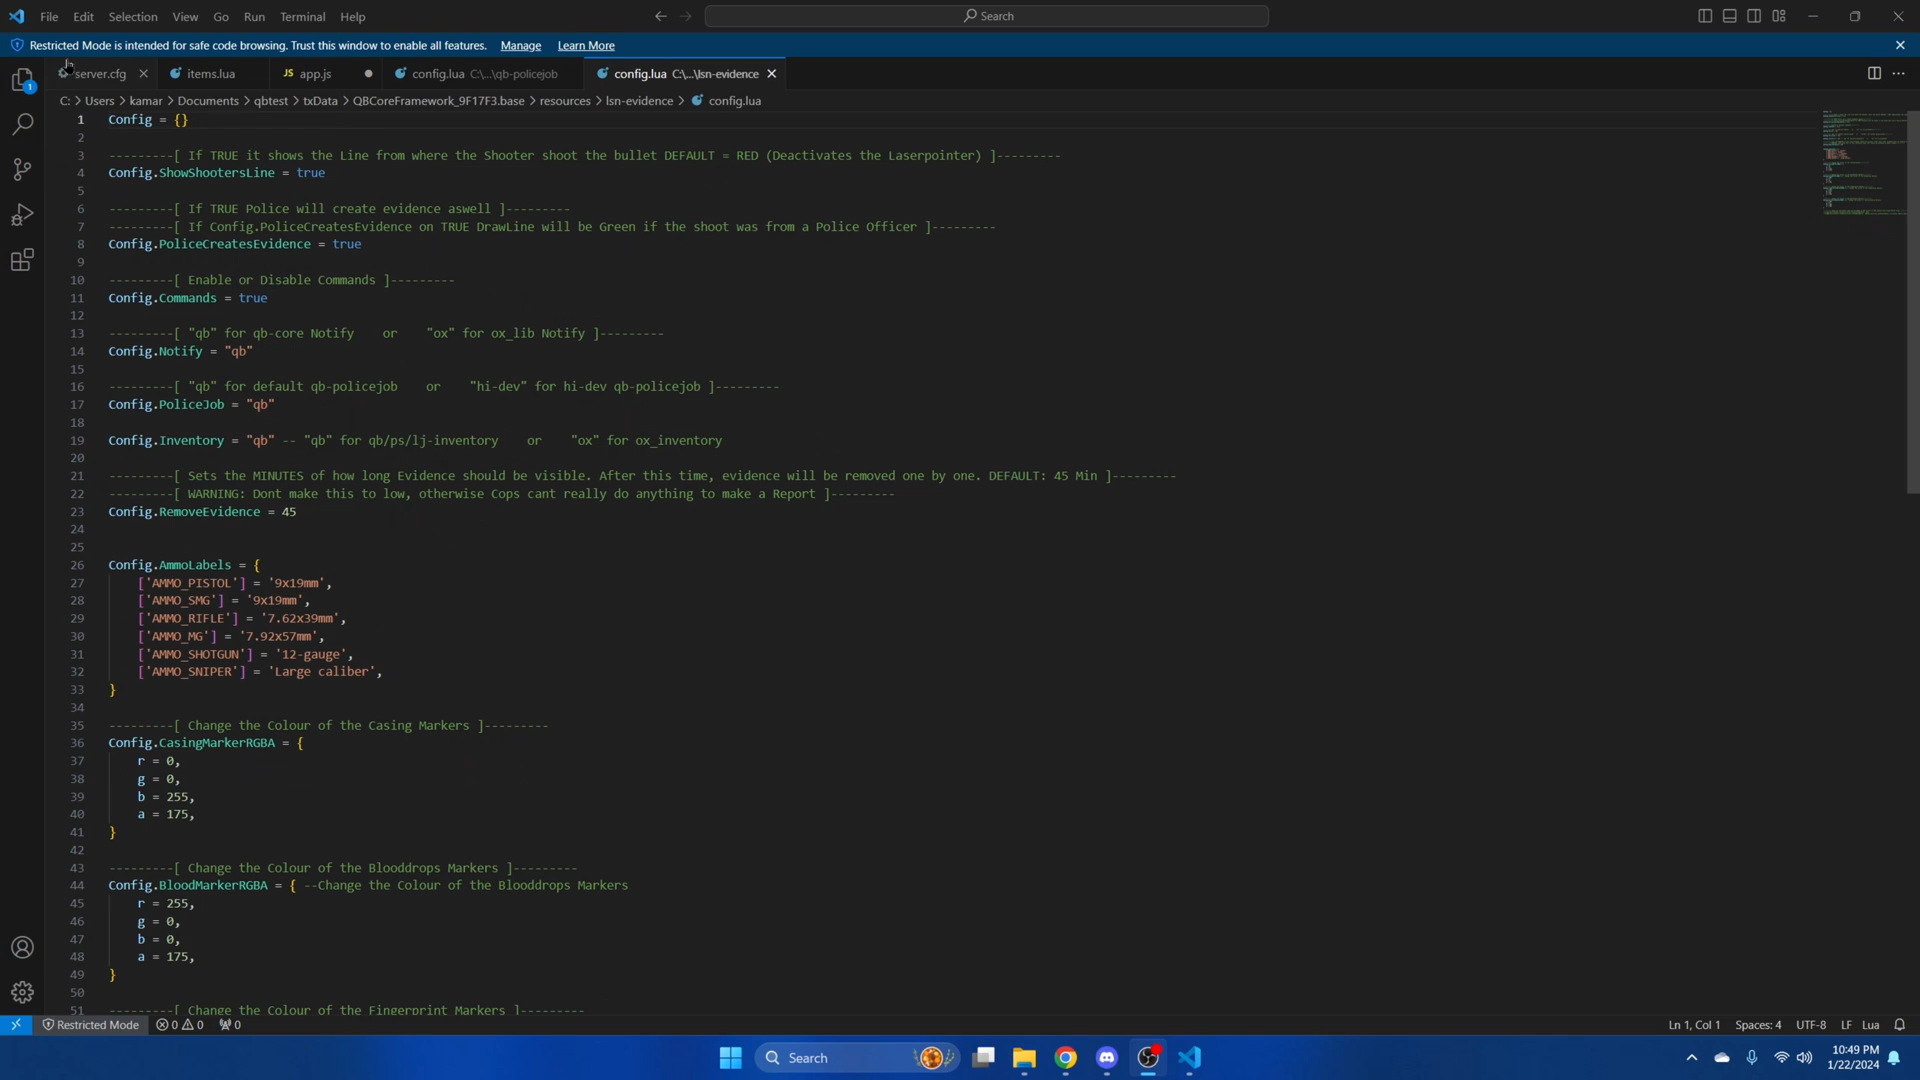 File Edit Selection View Go Run Terminal Help Search
Restricted Mode is intended for safe code browsing. Trust this window to enable all features. Manage Learn More
server.cfg items.lua JS app.js config.lua C:\...\qb-policejob config.lua C:\...\lsn-evidence
C: > Users > kamar > Documents > qbtest > txData > QBCoreFramework_9F17F3.base > resources > lsn-evidence > config.lua
1 Config = {}
2
3 ---------[ If TRUE it shows the Line from where the Shooter shoot the bullet DEFAULT = RED (Deactivates the Laserpointer) ]---------
4 Config.ShowShootersLine = true
5
6 ---------[ If TRUE Police will create evidence aswell ]---------
7 ---------[ If Config.PoliceCreatesEvidence on TRUE DrawLine will be Green if the shoot was from a Police Officer ]---------
8 Config.PoliceCreatesEvidence = true
9
10 ---------[ Enable or Disable Commands ]---------
11 Config.Commands = true
12
13 ---------[ "qb" for qb-core Notify    or    "ox" for ox_lib Notify ]---------
14 Config.Notify = "qb"
15
16 ---------[ "qb" for default qb-policejob    or    "hi-dev" for hi-dev qb-policejob ]---------
17 Config.PoliceJob = "qb"
18
19 Config.Inventory = "qb" -- "qb" for qb/ps/lj-inventory    or    "ox" for ox_inventory
20
21 ---------[ Sets the MINUTES of how long Evidence should be visible. After this time, evidence will be removed one by one. DEFAULT: 45 Min ]---------
22 ---------[ WARNING: Dont make this to low, otherwise Cops cant really do anything to make a Report ]---------
23 Config.RemoveEvidence = 45
24
25
26 Config.AmmoLabels = {
27     ['AMMO_PISTOL'] = '9x19mm',
28     ['AMMO_SMG'] = '9x19mm',
29     ['AMMO_RIFLE'] = '7.62x39mm',
30     ['AMMO_MG'] = '7.92x57mm',
31     ['AMMO_SHOTGUN'] = '12-gauge',
32     ['AMMO_SNIPER'] = 'Large caliber',
33 }
34
35 ---------[ Change the Colour of the Casing Markers ]---------
36 Config.CasingMarkerRGBA = {
37     r = 0,
38     g = 0,
39     b = 255,
40     a = 175,
41 }
42
43 ---------[ Change the Colour of the Blooddrops Markers ]---------
44 Config.BloodMarkerRGBA = { --Change the Colour of the Blooddrops Markers
45     r = 255,
46     g = 0,
47     b = 0,
48     a = 175,
49 }
50
51 ---------[ Change the Colour of the Fingerprint Markers ]---------
1
Restricted Mode 0 0 0 Ln 1, Col 1 Spaces: 4 UTF-8 LF Lua
Search
10:49 PM
1/22/2024